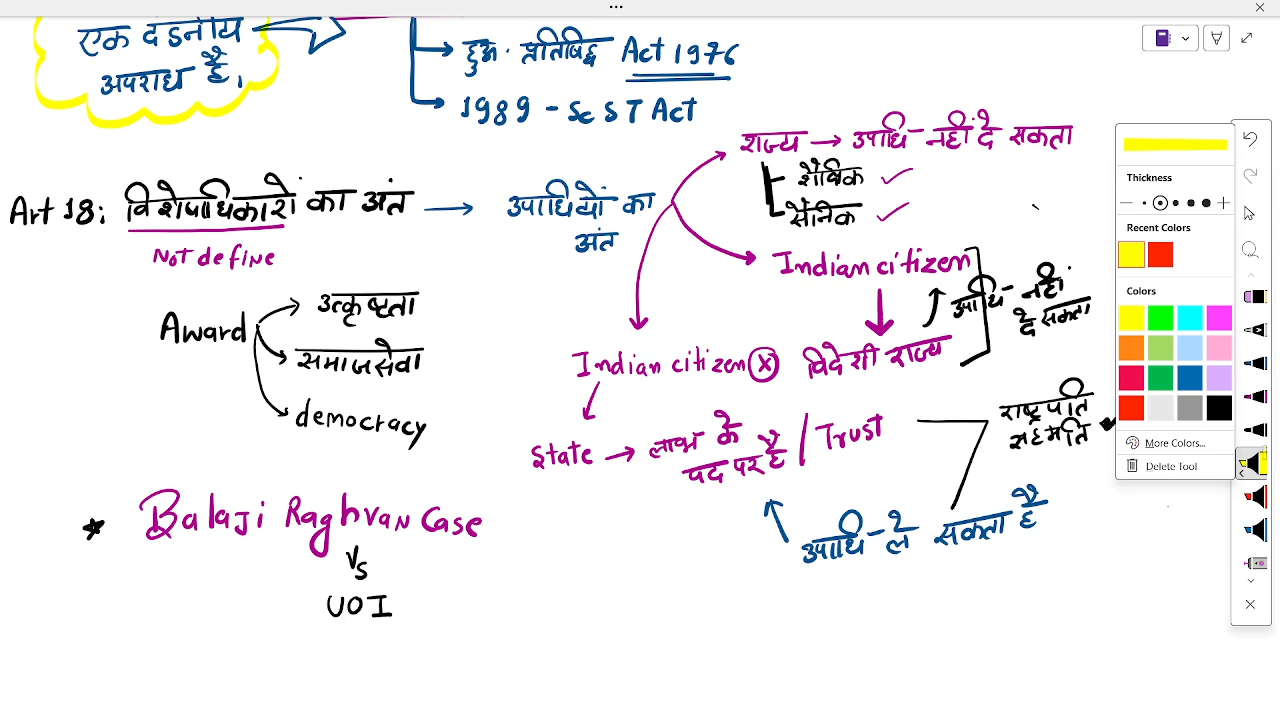 एक दंडनीय
अपराध है.
छुआ. प्रतिषिद्ध Act 1976
1989 - SC ST Act
Art 18: विशेषाधिकारों का अंत → उपाधियों का
अंत
Not define
राज्य → उपाधि - नहीं दे सकता
शैक्षिक ✓
सैनिक ✓
Indian citizen
उपाधि - नहीं
दे सकता
विदेशी राज्य
Award
उत्कृष्टता
समाजसेवा
democracy
Indian citizen X
State → लाभ के
पद पर है / Trust
राष्ट्रपति
सहमति
उपाधि - ले सकता है
* Balaji Raghvan Case
Vs
UOI
Thickness
Recent Colors
Colors
More Colors...
Delete Tool